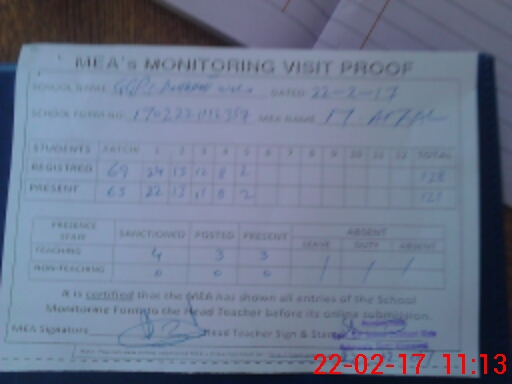 MEA's MONITORING VISIT PROOF
SCHOOL NAME GGPS DATED: 22-2-17
SCHOOL FORM NO. MEA NAME M AFZAL
STUDENTS KATCHI 1 2 3 4 5 6 7 8 9 10 11 12 TOTAL
REGISTRED 69 24 13 12 8 2 128
PRESENT 65 22 13 11 8 2 121
PRESENCE STAFF SANCTIONED POSTED PRESENT ABSENT
LEAVE DUTY ABSENT
TEACHING 4 3 3 / / /
NON-TEACHING 0 0 0
It is certified that the MEA has shown all entries of the School
Monitoring Form to the Head Teacher before its online submission.
MEA Signature Head Teacher Sign & Stamp
22-02-17 11:13